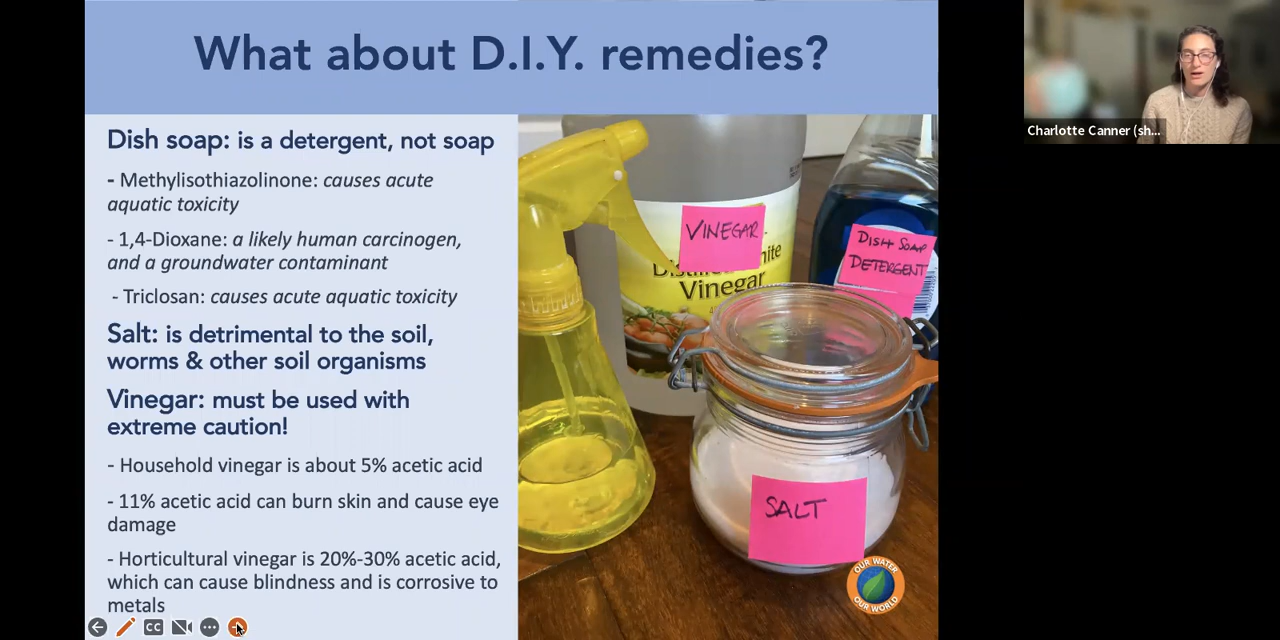 What about D.I.Y. remedies?
Dish soap: is a detergent, not soap
- Methylisothiazolinone: causes acute
aquatic toxicity
- 1,4-Dioxane: a likely human carcinogen,
and a groundwater contaminant
- Triclosan: causes acute aquatic toxicity
Salt: is detrimental to the soil,
worms & other soil organisms
Vinegar: must be used with
extreme caution!
- Household vinegar is about 5% acetic acid
- 11% acetic acid can burn skin and cause eye
damage
- Horticultural vinegar is 20%-30% acetic acid,
which can cause blindness and is corrosive to
metals
VINEGAR
Vinegar
DISH SOAP
DETERGENT
SALT
OUR WATER
OUR WORLD
CC
Charlotte Canner (sh...